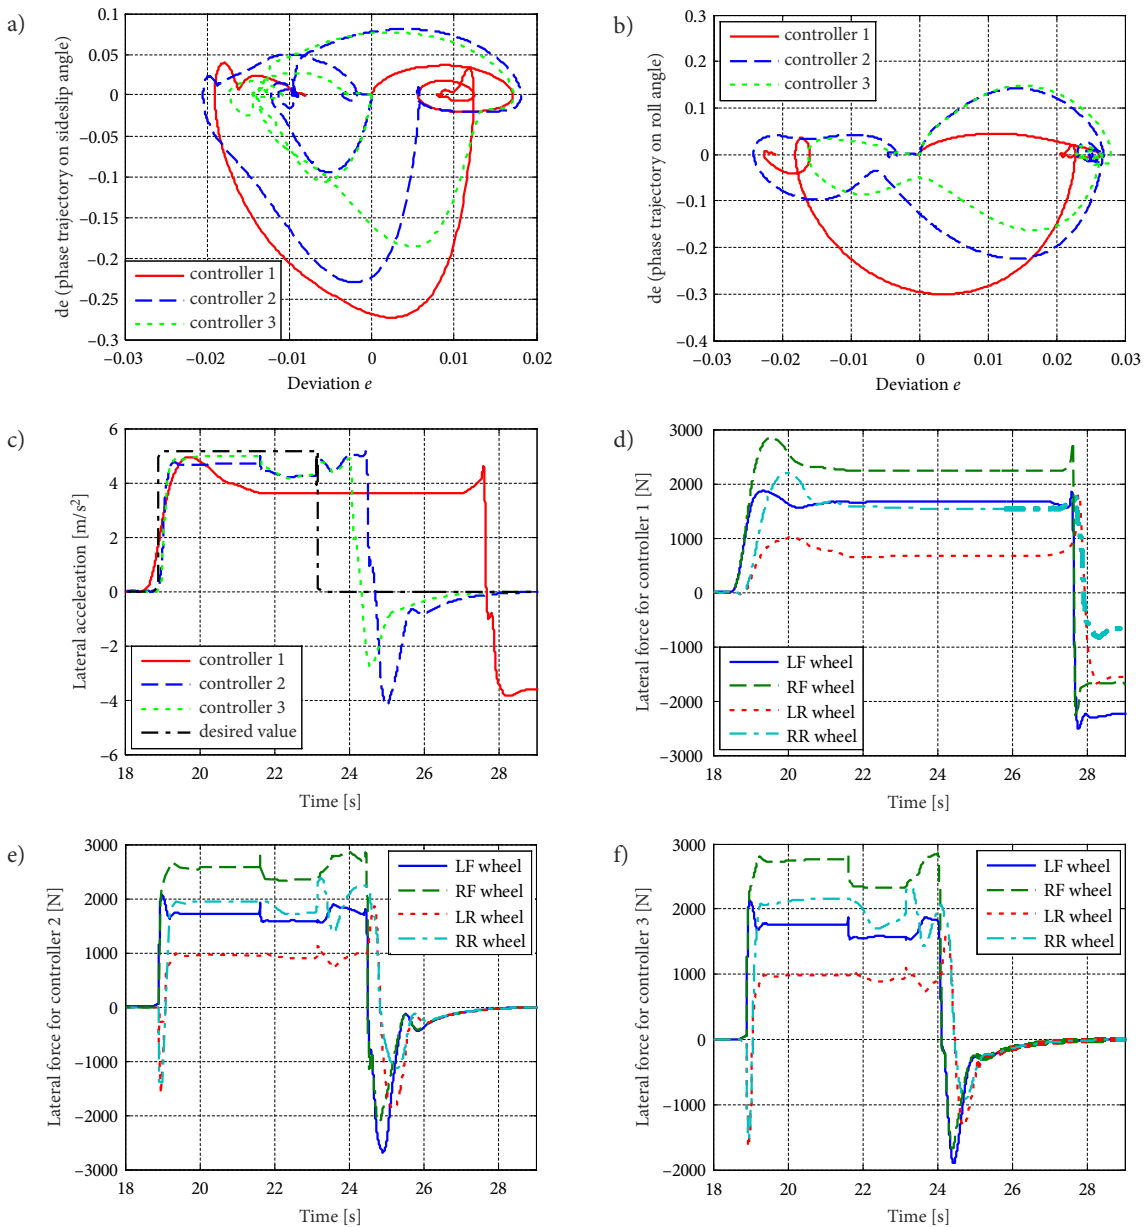 a)
de (phase trajectory on sideslip angle)
0.1
0.05
0
−0.05
−0.1
−0.15
−0.2
−0.25
−0.3
controller 1
controller 2
controller 3
−0.03 −0.02 −0.01 0 0.01 0.02
Deviation e
b)
de (phase trajectory on roll angle)
0.3
0.2
0.1
0
−0.1
−0.2
−0.3
−0.4
controller 1
controller 2
controller 3
−0.03 −0.02 −0.01 0 0.01 0.02 0.03
Deviation e
c)
Lateral acceleration [m/s²]
6
4
2
0
−2
−4
−6
controller 1
controller 2
controller 3
desired value
18 20 22 24 26 28
Time [s]
d)
Lateral force for controller 1 [N]
3000
2000
1000
0
−1000
−2000
−3000
LF wheel
RF wheel
LR wheel
RR wheel
18 20 22 24 26 28
Time [s]
e)
Lateral force for controller 2 [N]
3000
2000
1000
0
−1000
−2000
−3000
LF wheel
RF wheel
LR wheel
RR wheel
18 20 22 24 26 28
Time [s]
f)
Lateral force for controller 3 [N]
3000
2000
1000
0
−1000
−2000
LF wheel
RF wheel
LR wheel
RR wheel
18 20 22 24 26 28
Time [s]